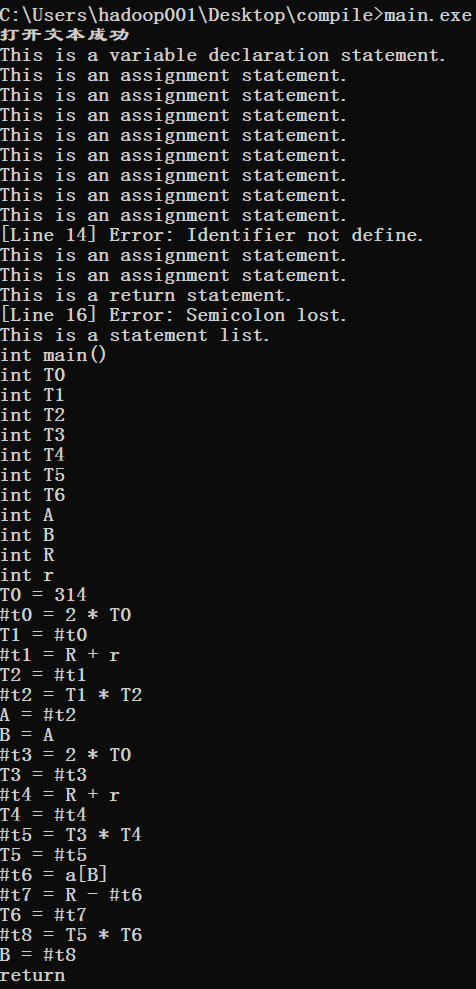 C:\Users\hadoop001\Desktop\compile>main.exe
打开文本成功
This is a variable declaration statement.
This is an assignment statement.
This is an assignment statement.
This is an assignment statement.
This is an assignment statement.
This is an assignment statement.
This is an assignment statement.
This is an assignment statement.
This is an assignment statement.
[Line 14] Error: Identifier not define.
This is an assignment statement.
This is an assignment statement.
This is a return statement.
[Line 16] Error: Semicolon lost.
This is a statement list.
int main()
int T0
int T1
int T2
int T3
int T4
int T5
int T6
int A
int B
int R
int r
T0 = 314
#t0 = 2 * T0
T1 = #t0
#t1 = R + r
T2 = #t1
#t2 = T1 * T2
A = #t2
B = A
#t3 = 2 * T0
T3 = #t3
#t4 = R + r
T4 = #t4
#t5 = T3 * T4
T5 = #t5
#t6 = a[B]
#t7 = R - #t6
T6 = #t7
#t8 = T5 * T6
B = #t8
return